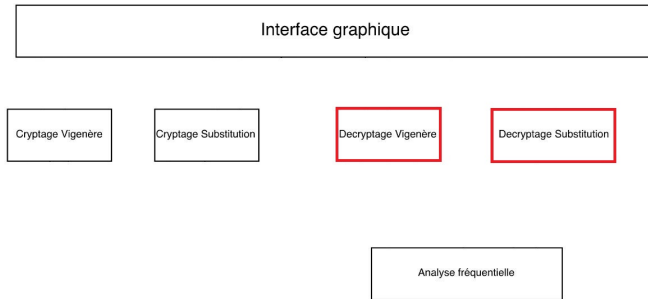 Interface graphique
Cryptage Vigenère
Cryptage Substitution
Decryptage Vigenère
Decryptage Substitution
Analyse fréquentielle